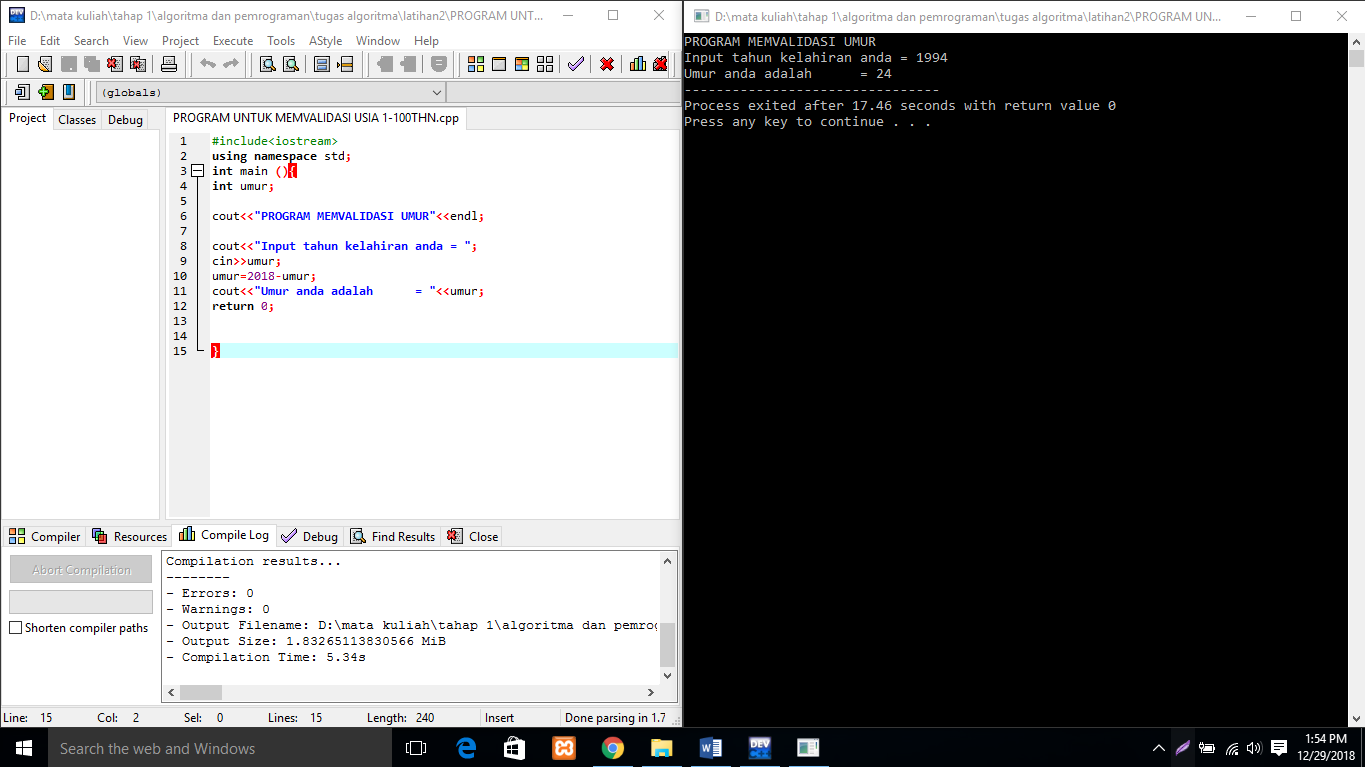 D:\mata kuliah\tahap 1\algoritma dan pemrograman\tugas algoritma\latihan2\PROGRAM UNT...
File Edit Search View Project Execute Tools AStyle Window Help
(globals)
Project Classes Debug
PROGRAM UNTUK MEMVALIDASI USIA 1-100THN.cpp
1 #include<iostream>
2 using namespace std;
3 int main (){
4 int umur;
5
6 cout<<"PROGRAM MEMVALIDASI UMUR"<<endl;
7
8 cout<<"Input tahun kelahiran anda = ";
9 cin>>umur;
10 umur=2018-umur;
11 cout<<"Umur anda adalah      = "<<umur;
12 return 0;
13
14
15 }
Compiler Resources Compile Log Debug Find Results Close
Abort Compilation
Shorten compiler paths
Compilation results...
--------
- Errors: 0
- Warnings: 0
- Output Filename: D:\mata kuliah\tahap 1\algoritma dan pemrog
- Output Size: 1.83265113830566 MiB
- Compilation Time: 5.34s
Line: 15 Col: 2 Sel: 0 Lines: 15 Length: 240 Insert Done parsing in 1.7
D:\mata kuliah\tahap 1\algoritma dan pemrograman\tugas algoritma\latihan2\PROGRAM UN...
PROGRAM MEMVALIDASI UMUR
Input tahun kelahiran anda = 1994
Umur anda adalah      = 24
--------------------------------
Process exited after 17.46 seconds with return value 0
Press any key to continue . . .
Search the web and Windows
DEV
1:54 PM
12/29/2018